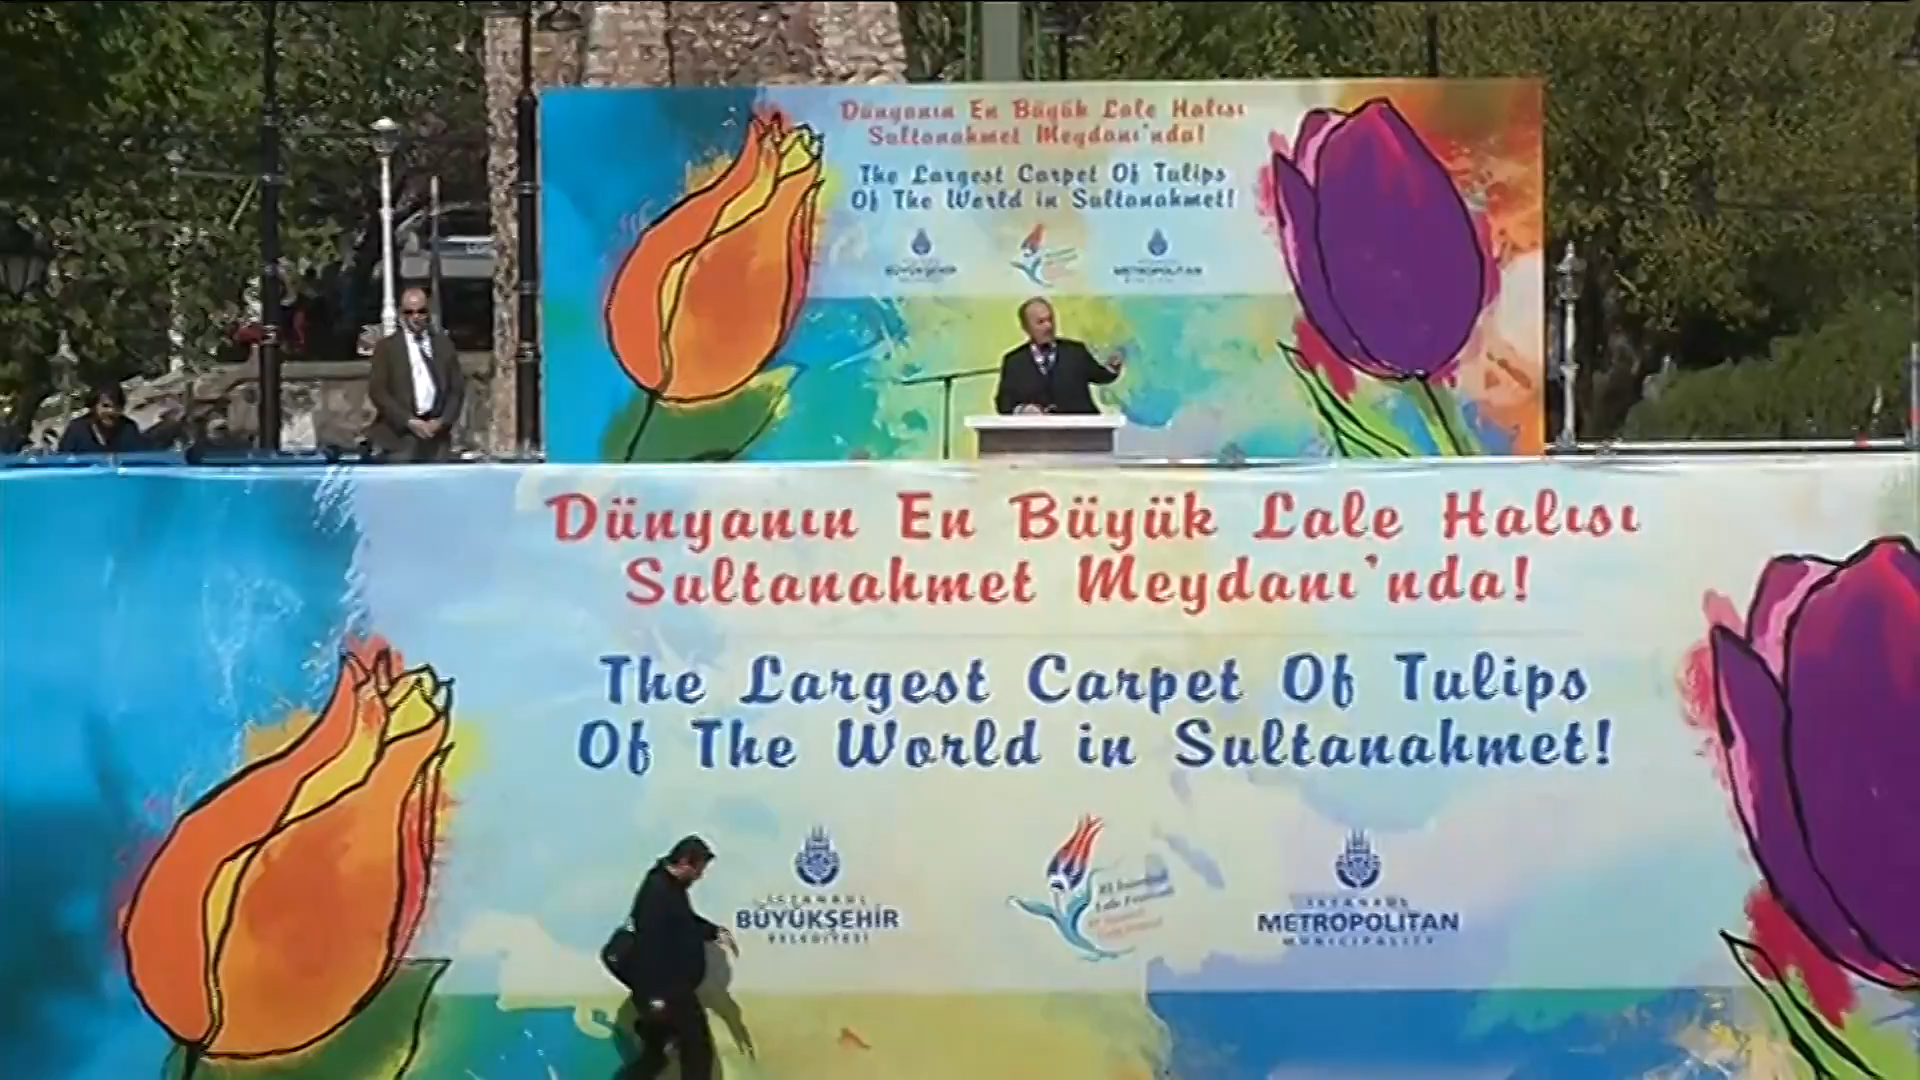 Dünyanın En Büyük Lale Halısı
Sultanahmet Meydanı'nda!
The Largest Carpet Of Tulips
Of The World in Sultanahmet!
BÜYÜKŞEHİR
METROPOLITAN
Dünyanın En Büyük Lale Halısı
Sultanahmet Meydanı'nda!
The Largest Carpet Of Tulips
Of The World in Sultanahmet!
İSTANBUL
BÜYÜKŞEHİR
BELEDİYESİ
İSTANBUL
METROPOLITAN
MUNICIPALITY